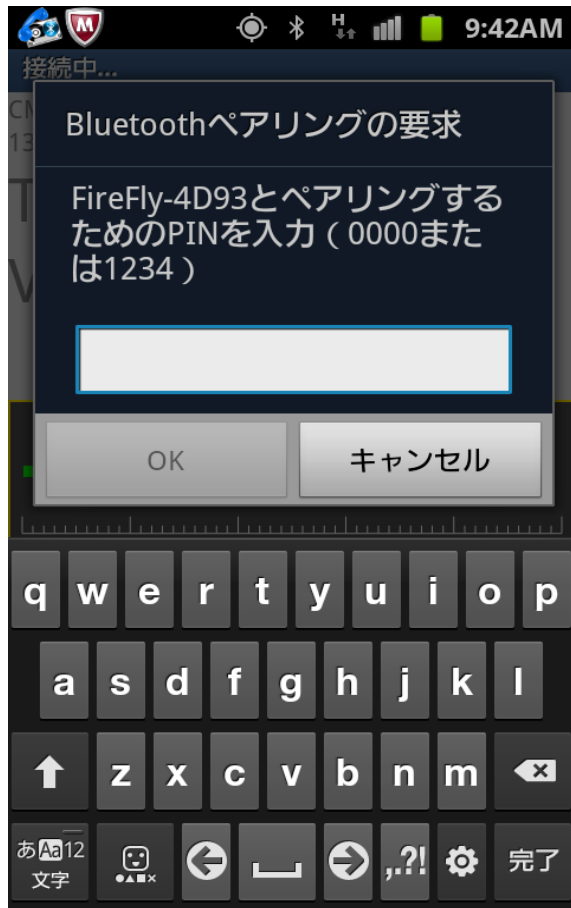 H
9:42AM
接続中...
CM
13
T
V
Bluetoothペアリングの要求
FireFly-4D93とペアリングする
ためのPINを入力（0000また
は1234）
OK
キャンセル
q w e r t y u i o p
a s d f g h j k l
z x c v b n m
あAa12 ,.?! 完了
文字